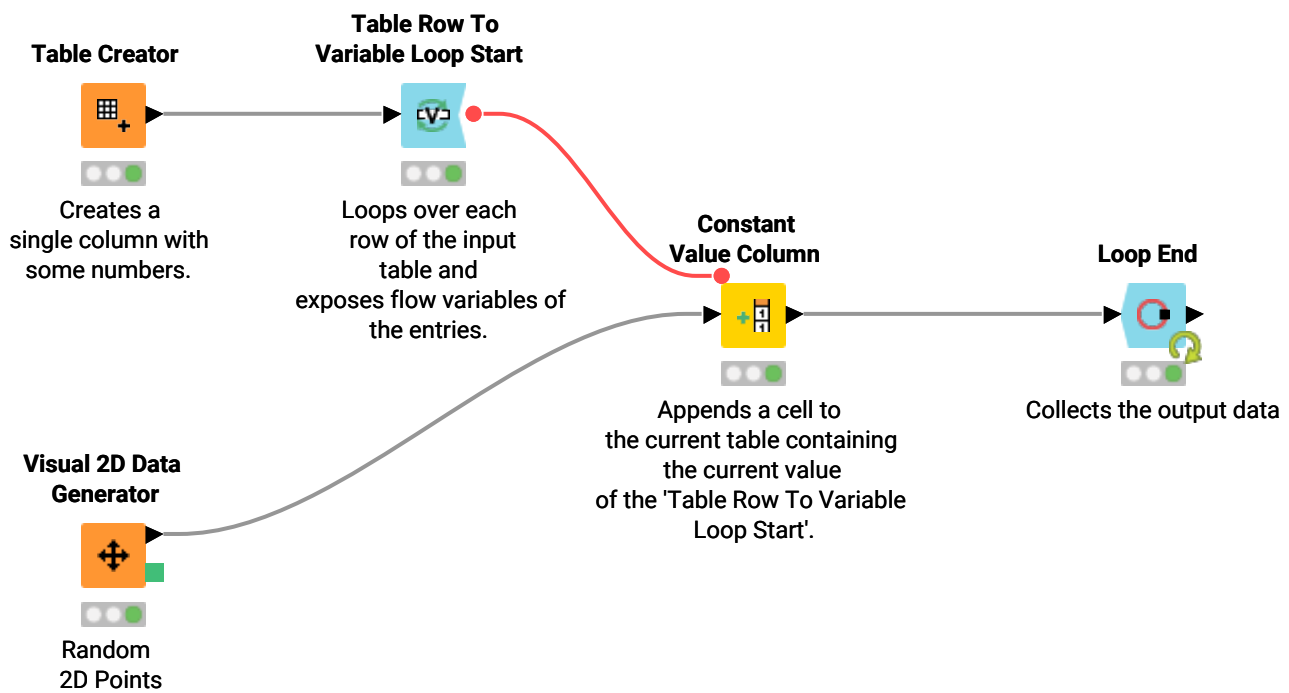 Table Creator
Creates a
single column with
some numbers.
Table Row To
Variable Loop Start
V
Loops over each
row of the input
table and
exposes flow variables of
the entries.
Constant
Value Column
1
1
Appends a cell to
the current table containing
the current value
of the 'Table Row To Variable
Loop Start'.
Loop End
Collects the output data
Visual 2D Data
Generator
Random
2D Points